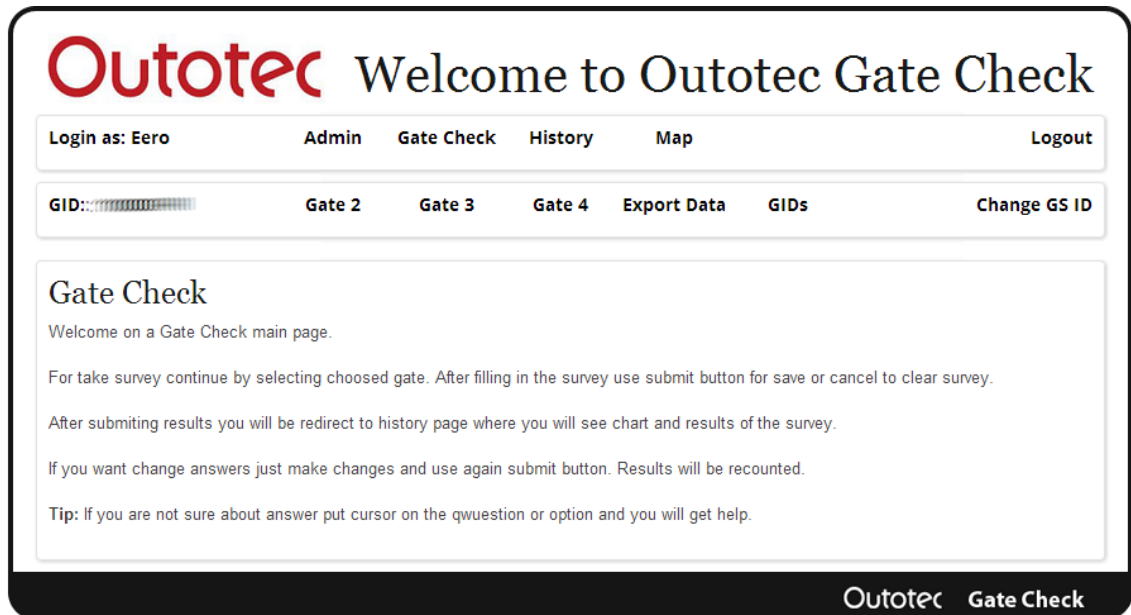 Outotec Welcome to Outotec Gate Check
Login as: Eero Admin Gate Check History Map Logout
GID:: Gate 2 Gate 3 Gate 4 Export Data GIDs Change GS ID
Gate Check
Welcome on a Gate Check main page.
For take survey continue by selecting choosed gate. After filling in the survey use submit button for save or cancel to clear survey.
After submiting results you will be redirect to history page where you will see chart and results of the survey.
If you want change answers just make changes and use again submit button. Results will be recounted.
Tip: If you are not sure about answer put cursor on the qwuestion or option and you will get help.
Outotec Gate Check